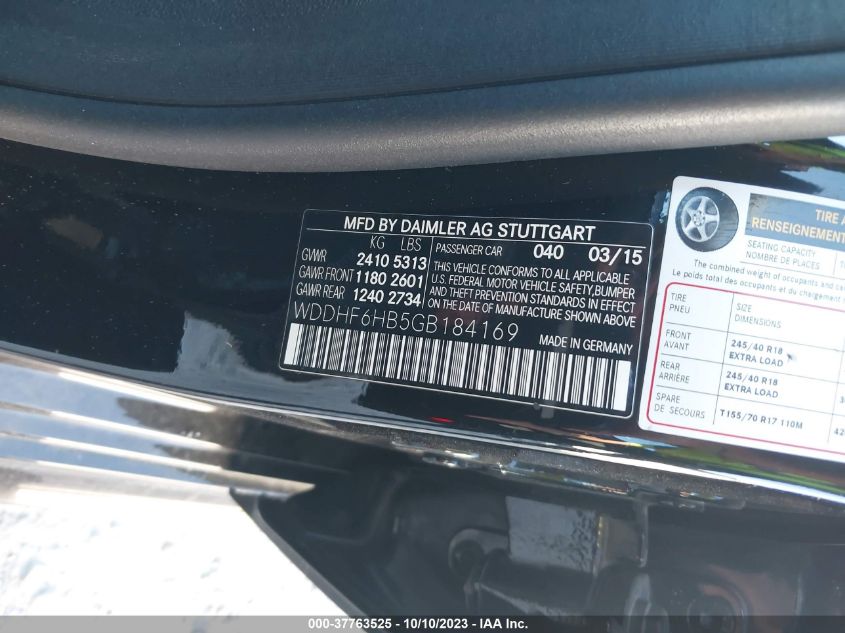 MFD BY DAIMLER AG STUTTGART
KG LBS
GVWR 2410 5313
GAWR FRONT 1180 2601
GAWR REAR 1240 2734
PASSENGER CAR 040 03/15
THIS VEHICLE CONFORMS TO ALL APPLICABLE
U.S. FEDERAL MOTOR VEHICLE SAFETY, BUMPER
AND THEFT PREVENTION STANDARDS IN EFFECT
ON THE DATE OF MANUFACTURE SHOWN ABOVE
WDDHF6HB5GB184169
MADE IN GERMANY
TIRE A
RENSEIGNEMENT
SEATING CAPACITY
NOMBRE DE PLACES
The combined weight of occupants and ca
Le poids total des occupants et du chargement
TIRE SIZE
PNEU DIMENSIONS
FRONT 245/40 R18
AVANT EXTRA LOAD
REAR 245/40 R18
ARRIÈRE EXTRA LOAD
SPARE T155/70 R17 110M
DE SECOURS
000-37763525 - 10/10/2023 - IAA Inc.